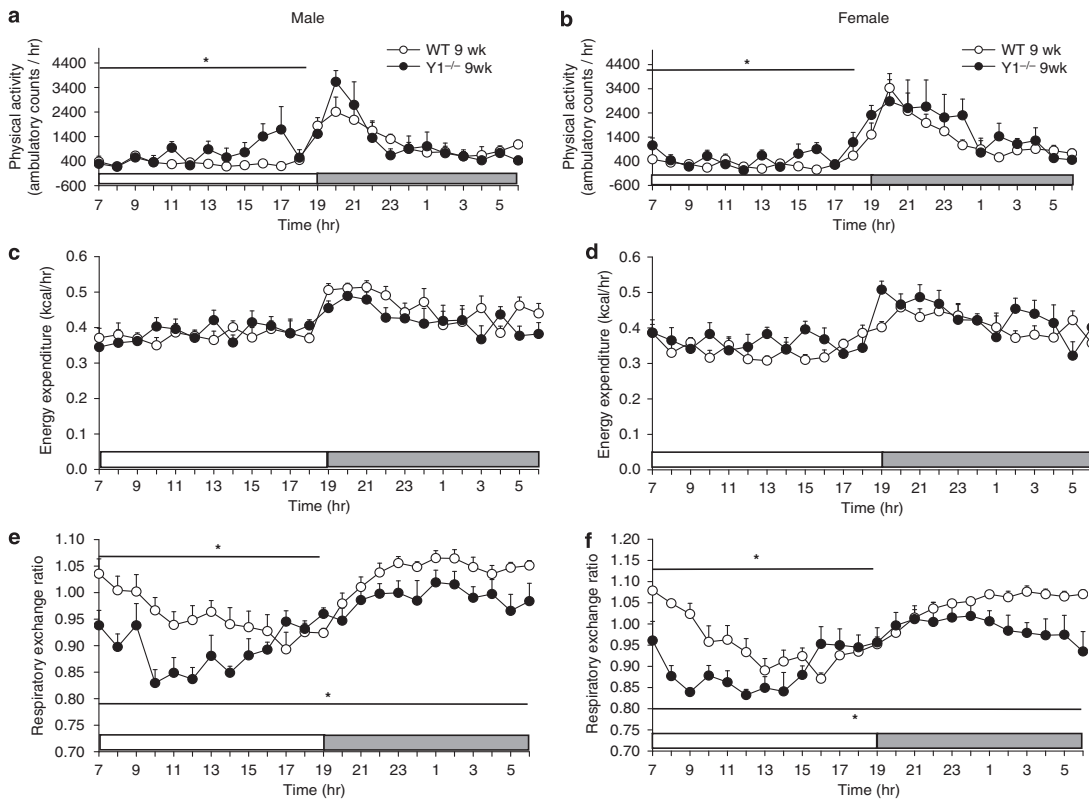 a
Male
Physical activity
(ambulatory counts / hr)
4400
3400
2400
1400
400
-600
*
WT 9 wk
Y1−/− 9wk
7 9 11 13 15 17 19 21 23 1 3 5
Time (hr)
b
Female
Physical activity
(ambulatory counts / hr)
4400
3400
2400
1400
400
-600
*
WT 9 wk
Y1−/− 9wk
7 9 11 13 15 17 19 21 23 1 3 5
Time (hr)
c
Energy expenditure (kcal/hr)
0.6
0.5
0.4
0.3
0.2
0.1
0.0
7 9 11 13 15 17 19 21 23 1 3 5
Time (hr)
d
Energy expenditure (kcal/hr)
0.6
0.5
0.4
0.3
0.2
0.1
0.0
7 9 11 13 15 17 19 21 23 1 3 5
Time (hr)
e
Respiratory exchange ratio
1.10
1.05
1.00
0.95
0.90
0.85
0.80
0.75
0.70
*
*
7 9 11 13 15 17 19 21 23 1 3 5
Time (hr)
f
Respiratory exchange ratio
1.20
1.15
1.10
1.05
1.00
0.95
0.90
0.85
0.80
0.75
0.70
*
*
7 9 11 13 15 17 19 21 23 1 3 5
Time (hr)